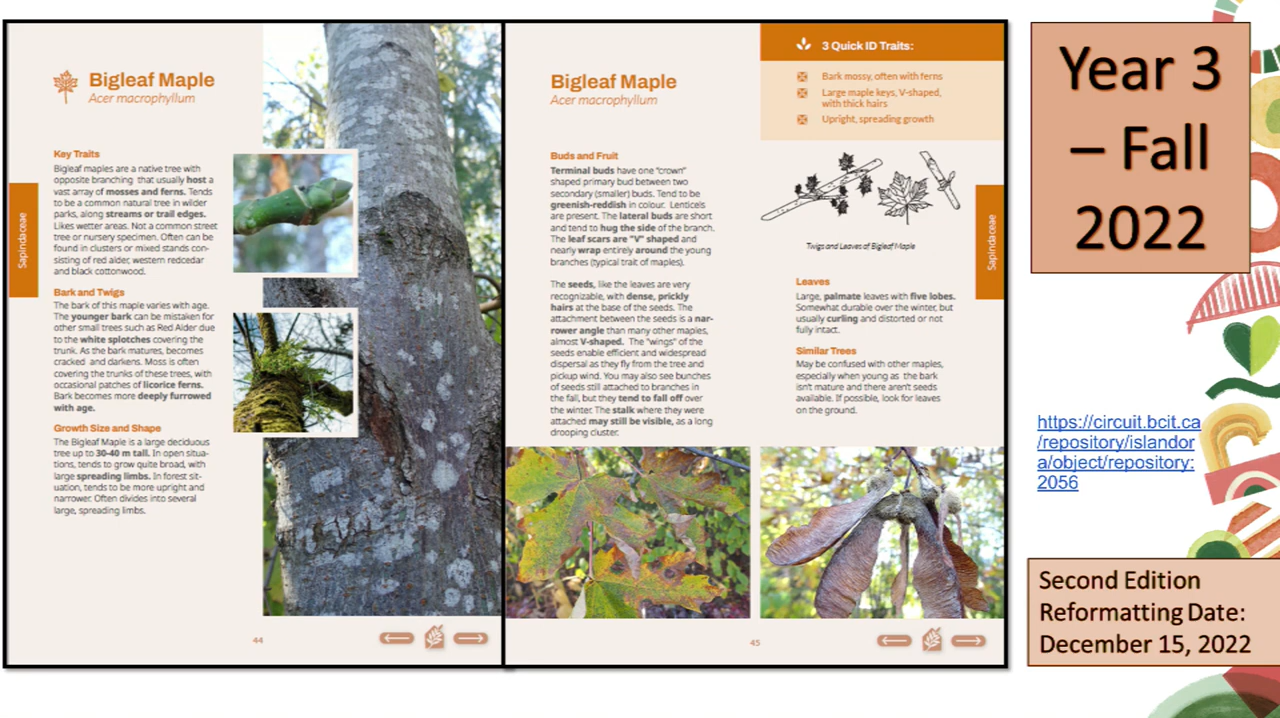 Bigleaf Maple
Acer macrophyllum
Key Traits
Bigleaf maples are a native tree with
opposite branching that usually host a
vast array of mosses and ferns. Tends
to be a common natural tree in wilder
parks, along streams or trail edges.
Likes wetter areas. Not a common street
tree or nursery specimen. Often can be
found in clusters or mixed stands con-
sisting of red alder, western redcedar
and black cottonwood.
Bark and Twigs
The bark of this maple varies with age.
The younger bark can be mistaken for
other small trees such as Red Alder due
to the white splotches covering the
trunk. As the bark matures, becomes
cracked and darkens. Moss is often
covering the trunks of these trees, with
occasional patches of licorice ferns.
Bark becomes more deeply furrowed
with age.
Growth Size and Shape
The Bigleaf Maple is a large deciduous
tree up to 30-40 m tall. In open situa-
tions, tends to grow quite broad, with
large spreading limbs. In forest sit-
uation, tends to be more upright and
narrower. Often divides into several
large, spreading limbs.
Sapindaceae
44
Bigleaf Maple
Acer macrophyllum
3 Quick ID Traits:
Bark mossy, often with ferns
Large maple keys, V-shaped,
with thick hairs
Upright, spreading growth
Buds and Fruit
Terminal buds have one "crown"
shaped primary bud between two
secondary (smaller) buds. Tend to be
greenish-reddish in colour. Lenticels
are present. The lateral buds are short
and tend to hug the side of the branch.
The leaf scars are "V" shaped and
nearly wrap entirely around the young
branches (typical trait of maples).
The seeds, like the leaves are very
recognizable, with dense, prickly
hairs at the base of the seeds. The
attachment between the seeds is a nar-
rower angle than many other maples,
almost V-shaped. The "wings" of the
seeds enable efficient and widespread
dispersal as they fly from the tree and
pickup wind. You may also see bunches
of seeds still attached to branches in
the fall, but they tend to fall off over
the winter. The stalk where they were
attached may still be visible, as a long
drooping cluster.
Twigs and Leaves of Bigleaf Maple
Leaves
Large, palmate leaves with five lobes.
Somewhat durable over the winter, but
usually curling and distorted or not
fully intact.
Similar Trees
May be confused with other maples,
especially when young as the bark
isn't mature and there aren't seeds
available. If possible, look for leaves
on the ground.
Sapindaceae
45
Year 3
– Fall
2022
https://circuit.bcit.ca
/repository/islandor
a/object/repository:
2056
Second Edition
Reformatting Date:
December 15, 2022